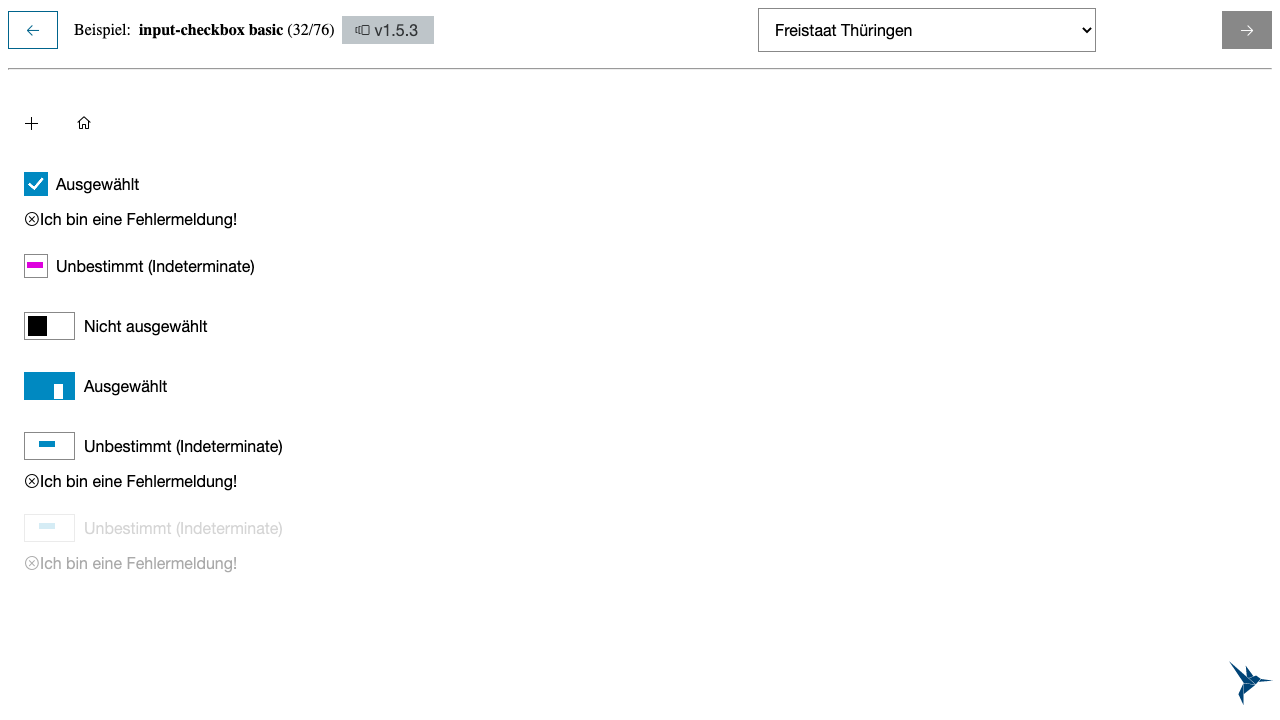 Beispiel: input-checkbox basic (32/76) v1.5.3 Freistaat Thüringen
Ausgewählt
Ich bin eine Fehlermeldung!
Unbestimmt (Indeterminate)
Nicht ausgewählt
Ausgewählt
Unbestimmt (Indeterminate)
Ich bin eine Fehlermeldung!
Unbestimmt (Indeterminate)
Ich bin eine Fehlermeldung!